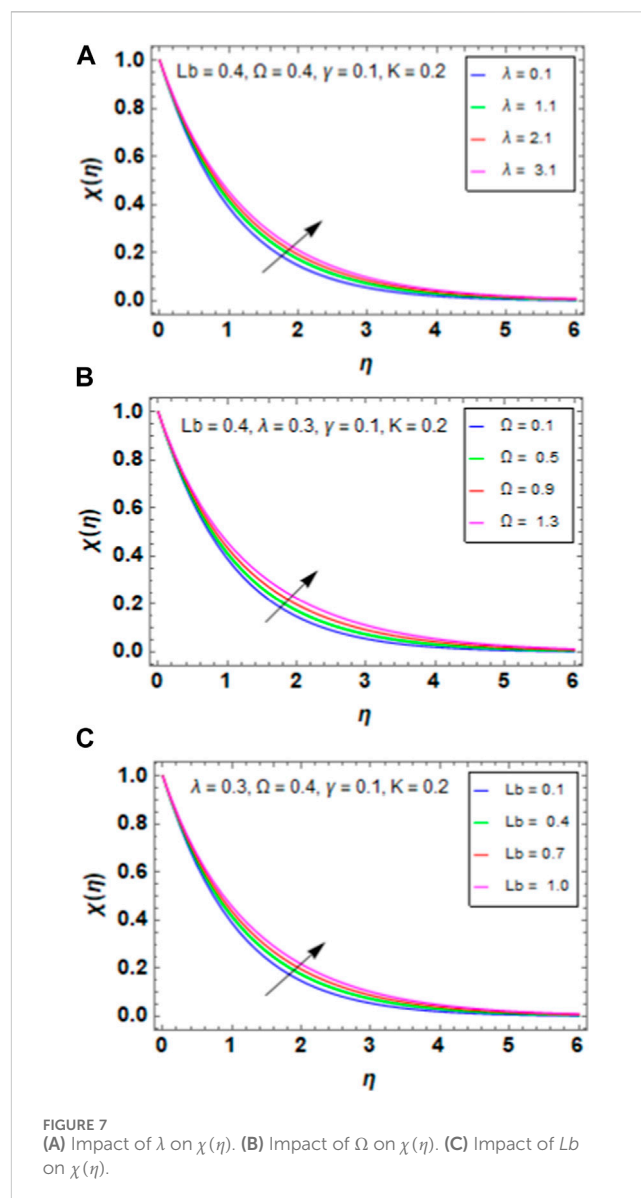 A
Lb = 0.4, Ω = 0.4, γ = 0.1, K = 0.2
λ = 0.1
λ = 1.1
λ = 2.1
λ = 3.1
1.0
0.8
0.6
0.4
0.2
0.0
χ(η)
0 1 2 3 4 5 6
η
B
Lb = 0.4, λ = 0.3, γ = 0.1, K = 0.2
Ω = 0.1
Ω = 0.5
Ω = 0.9
Ω = 1.3
1.0
0.8
0.6
0.4
0.2
0.0
χ(η)
0 1 2 3 4 5 6
η
C
λ = 0.3, Ω = 0.4, γ = 0.1, K = 0.2
Lb = 0.1
Lb = 0.4
Lb = 0.7
Lb = 1.0
1.0
0.8
0.6
0.4
0.2
0.0
χ(η)
0 1 2 3 4 5 6
η
FIGURE 7
(A) Impact of λ on χ(η). (B) Impact of Ω on χ(η). (C) Impact of Lb
on χ(η).